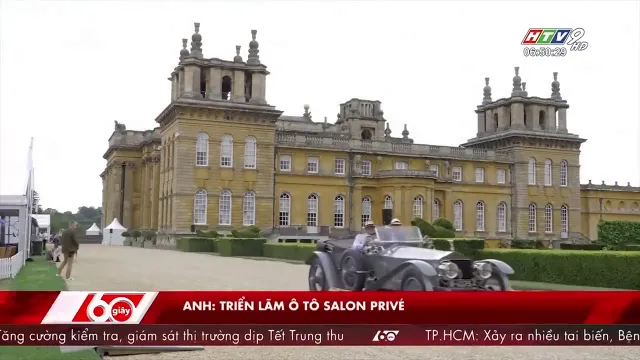 HTV9 HD
06:50:29
60 giây
ANH: TRIỂN LÃM Ô TÔ SALON PRIVÉ
Tăng cường kiểm tra, giám sát thị trường dịp Tết Trung thu 60 TP.HCM: Xảy ra nhiều tai biến, Bện